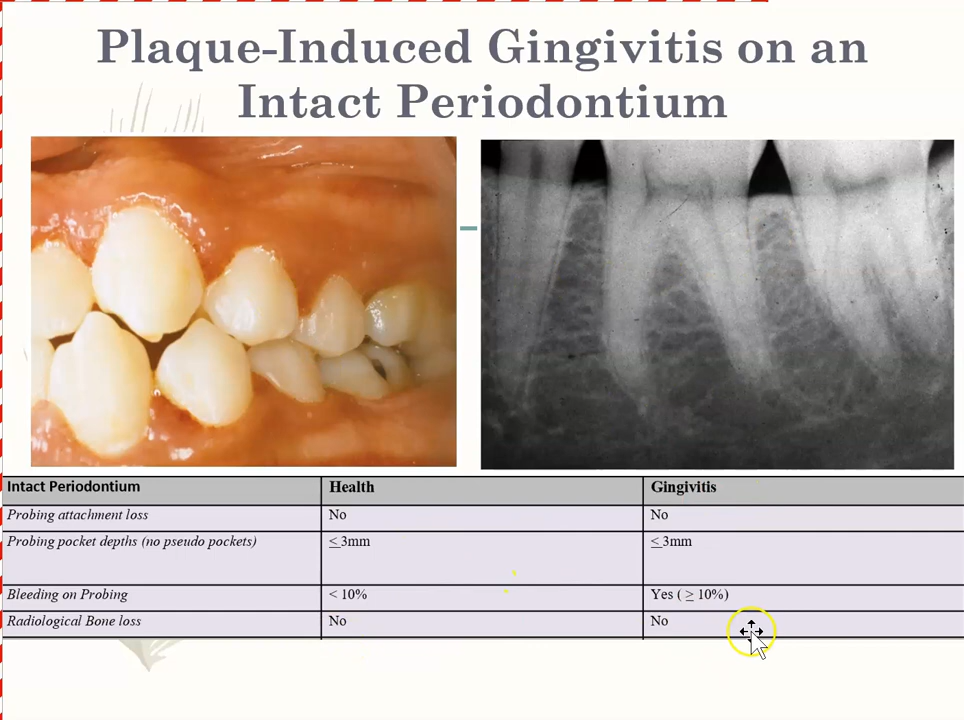 Plaque-Induced Gingivitis on an
Intact Periodontium
Intact Periodontium Health Gingivitis
Probing attachment loss No No
Probing pocket depths (no pseudo pockets) ≤ 3mm ≤ 3mm
Bleeding on Probing < 10% Yes ( ≥ 10%)
Radiological Bone loss No No